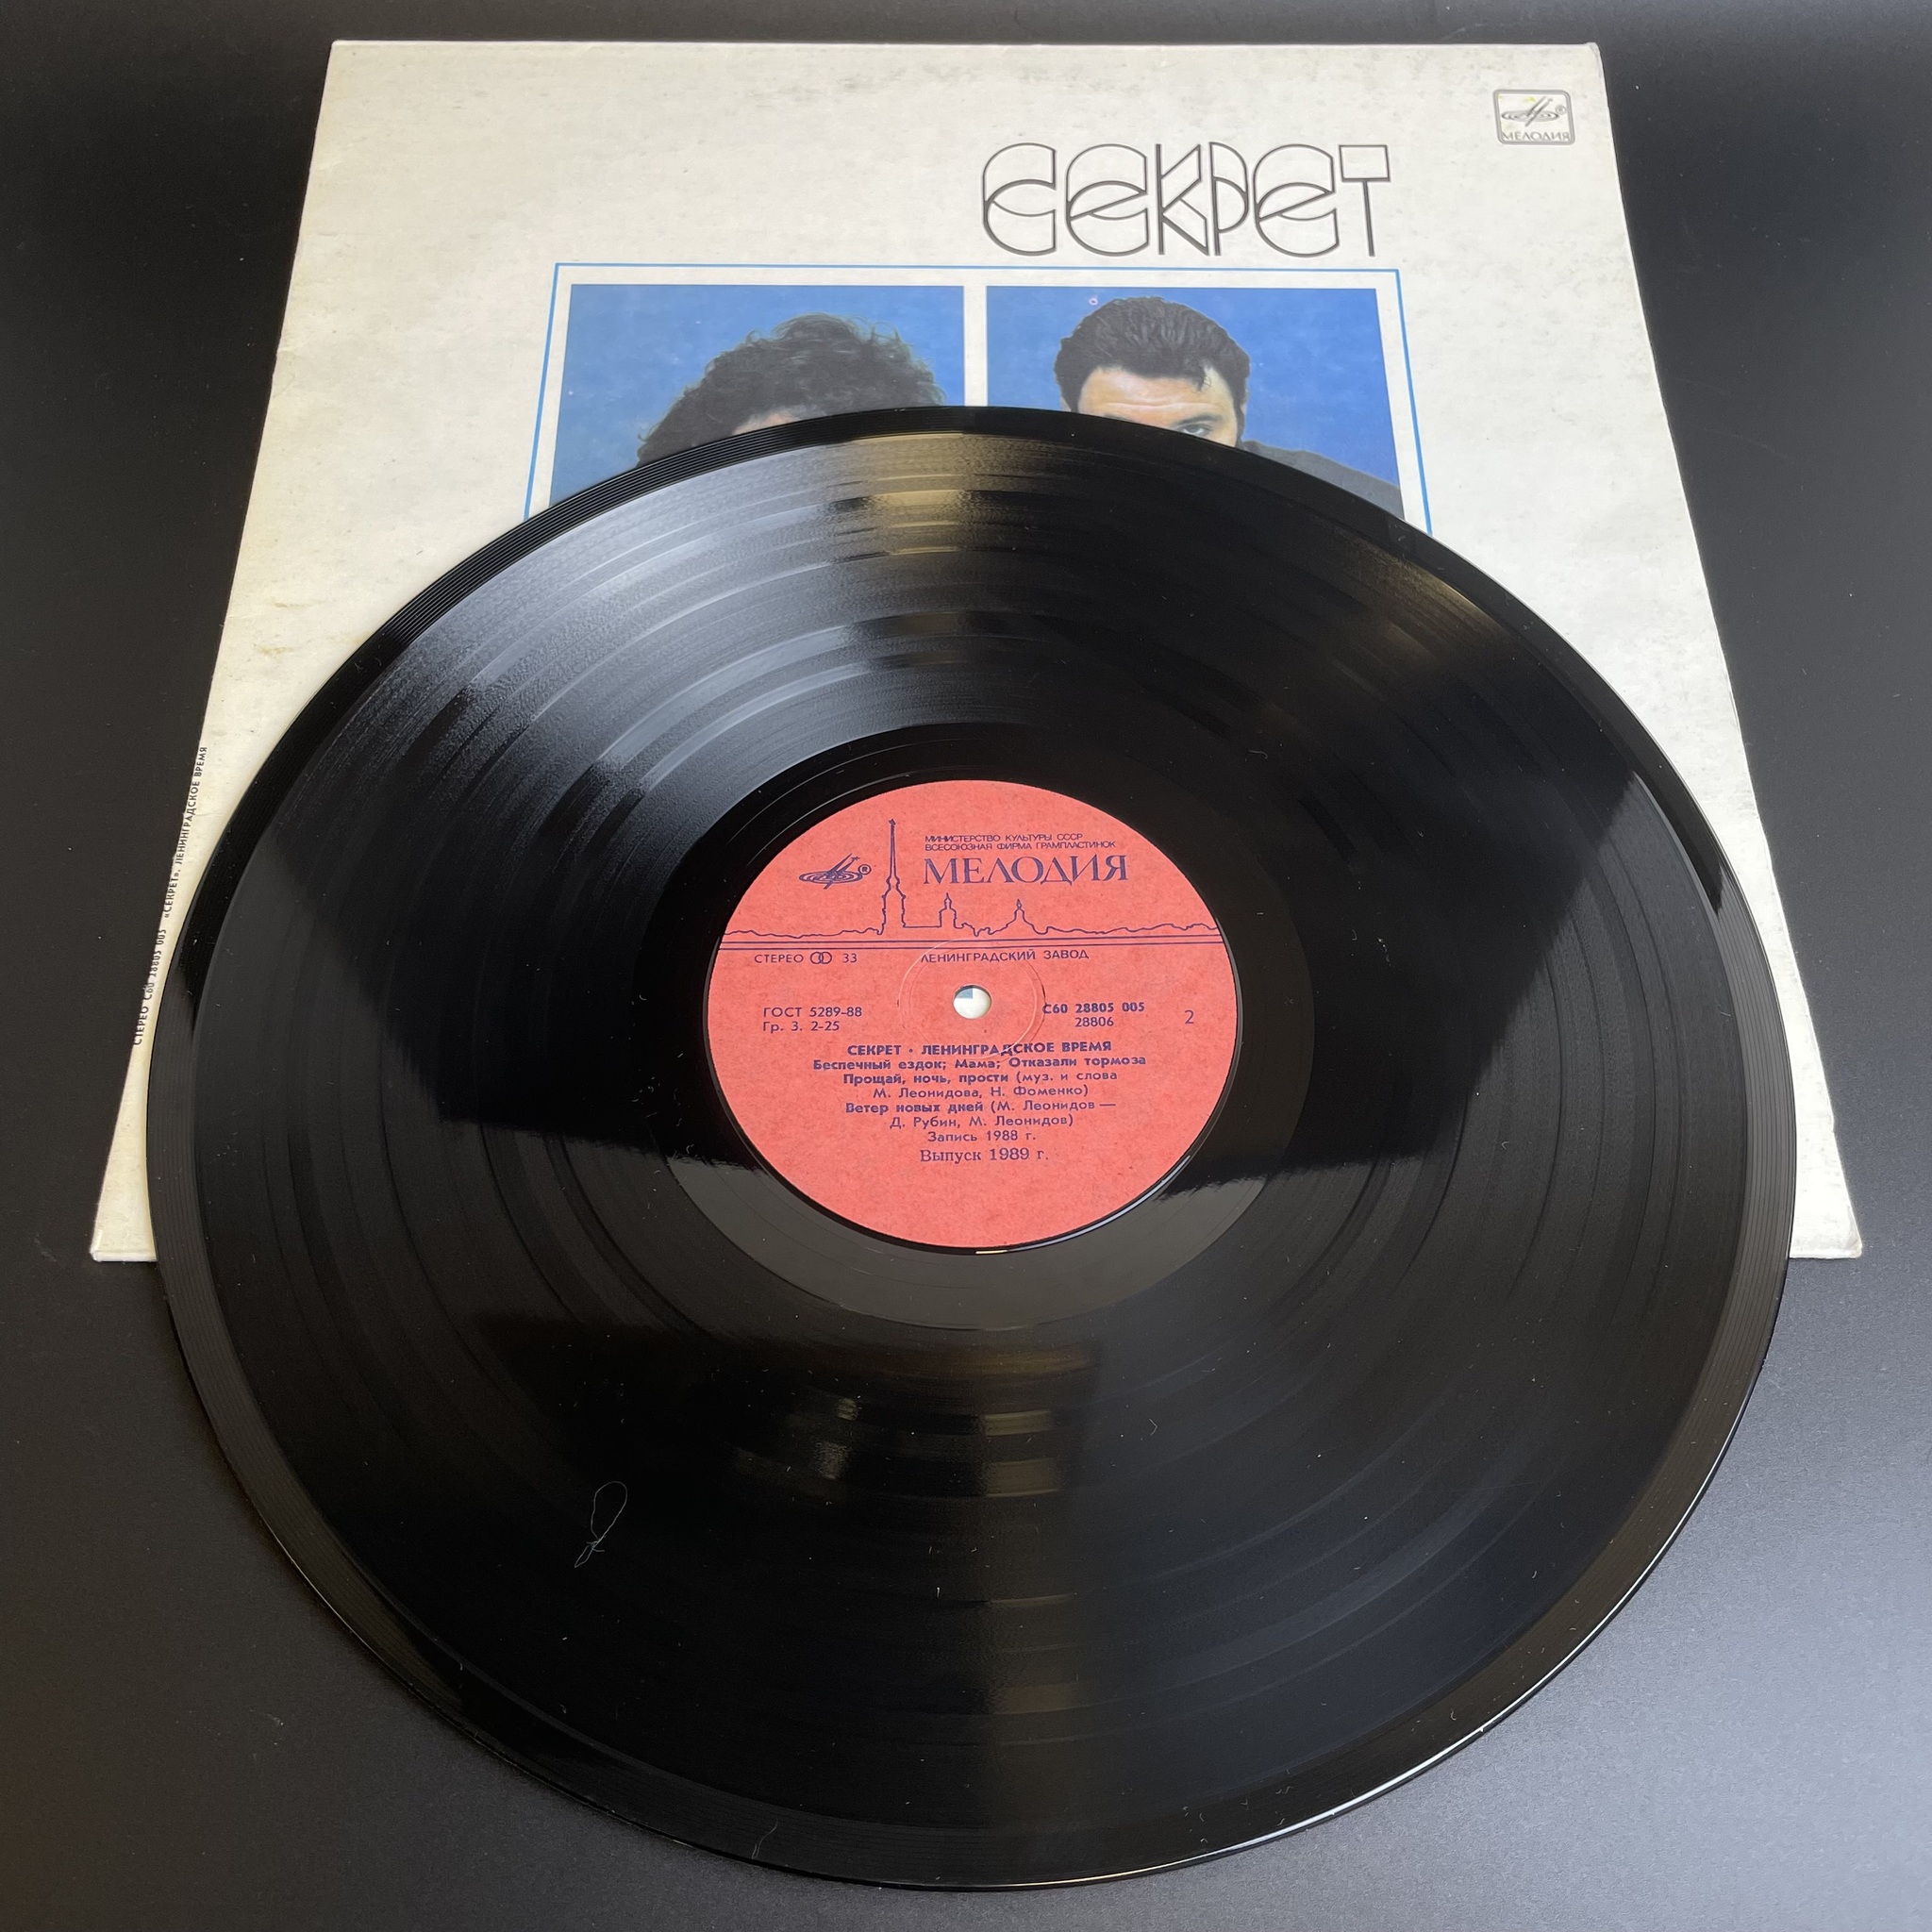 МЕЛОДИЯ
СЕКРЕТ
СТЕРЕО С60 28805 005 «СЕКРЕТ». ЛЕНИНГРАДСКОЕ ВРЕМЯ
МИНИСТЕРСТВО КУЛЬТУРЫ СССР
ВСЕСОЮЗНАЯ ФИРМА ГРАМПЛАСТИНОК
МЕЛОДИЯ
СТЕРЕО 33 ЛЕНИНГРАДСКИЙ ЗАВОД
ГОСТ 5289-88 С60 28805 005
Гр. 3. 2-25 28806 2
СЕКРЕТ · ЛЕНИНГРАДСКОЕ ВРЕМЯ
Беспечный ездок; Мама; Отказали тормоза
Прощай, ночь, прости (муз. и слова
М. Леонидова, Н. Фоменко)
Ветер новых дней (М. Леонидов —
Д. Рубин, М. Леонидов)
Запись 1988 г.
Выпуск 1989 г.